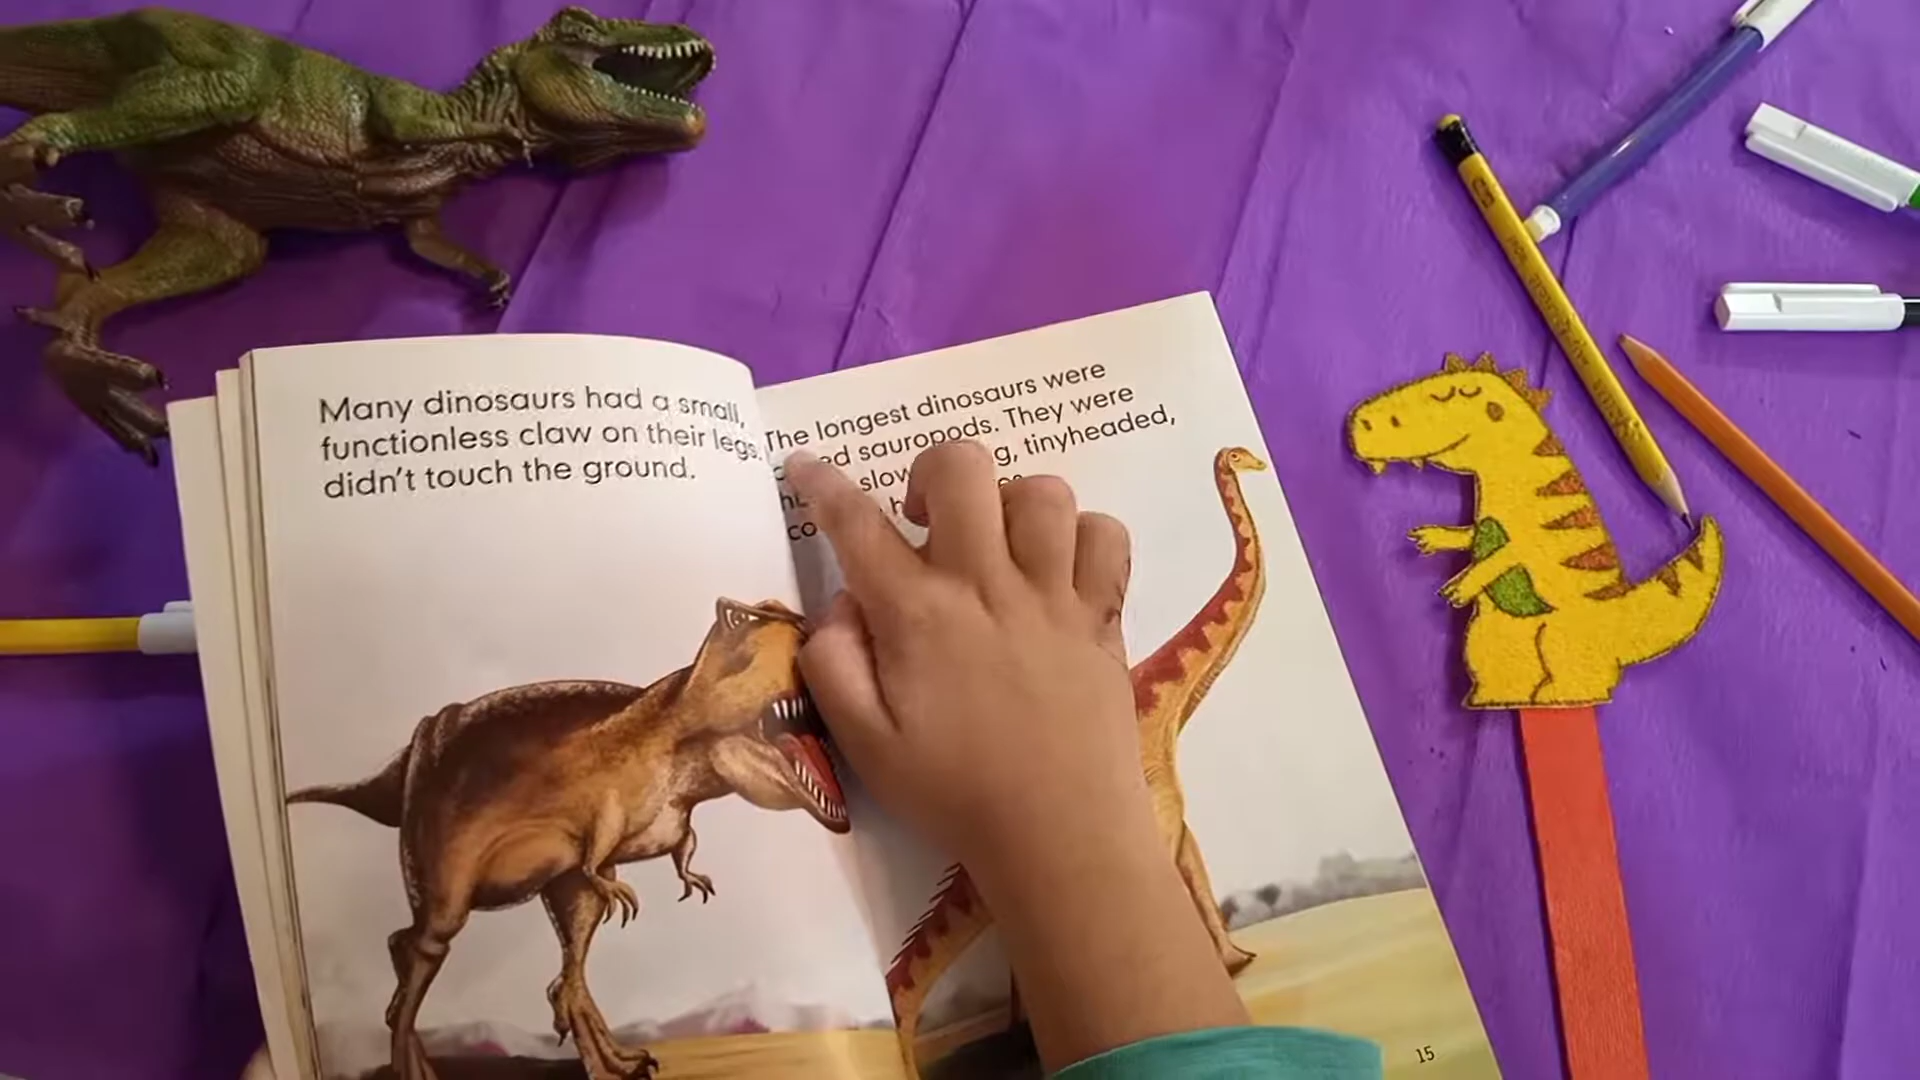 Many dinosaurs had a small,
functionless claw on their legs.
didn't touch the ground.
The longest dinosaurs were
sauropods. They were
tinyheaded,
15